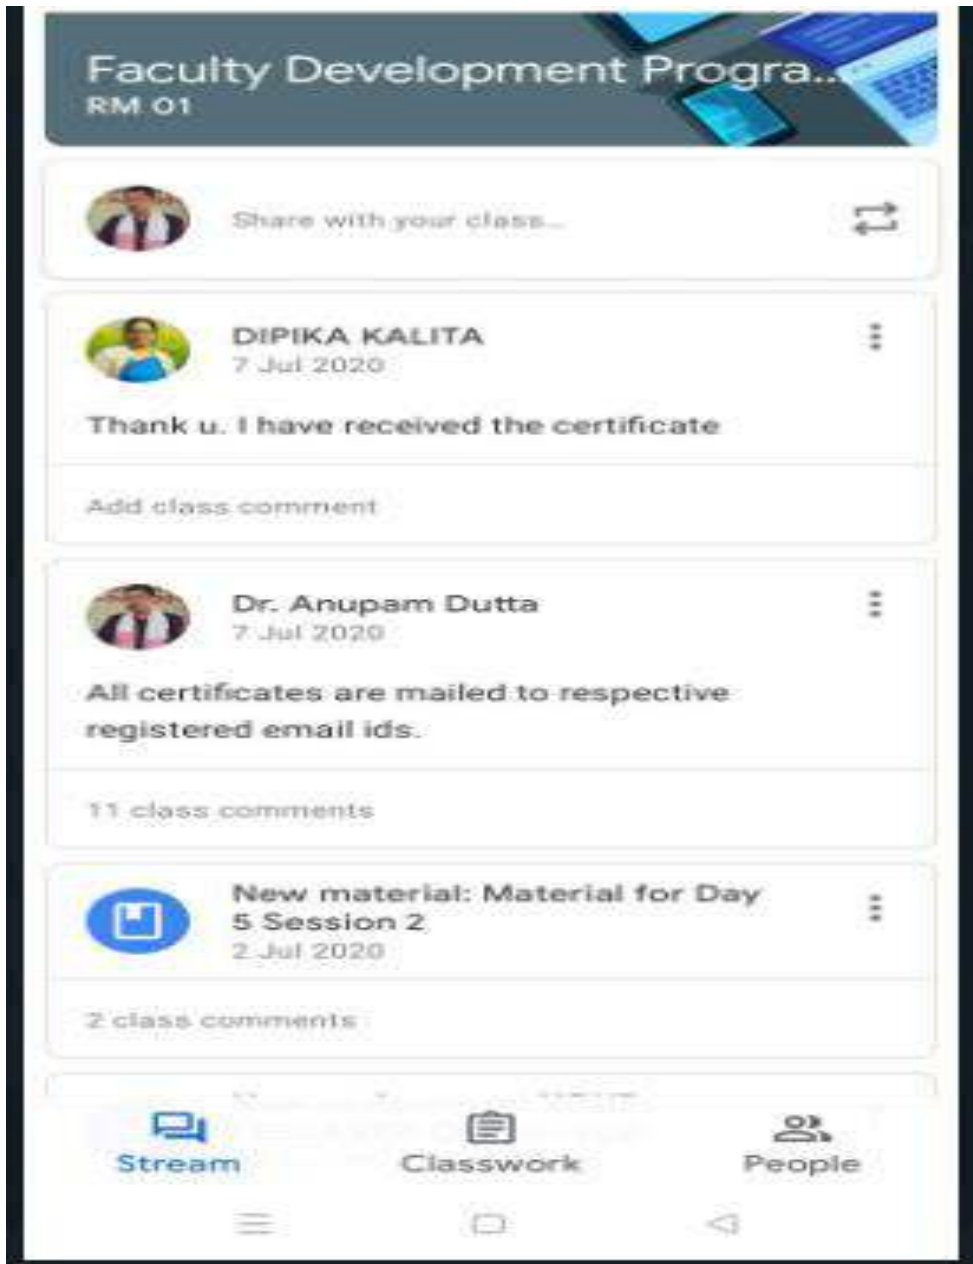 Faculty Development Progra...
RM 01
Share with your class...
DIPIKA KALITA
7 Jul 2020
Thank u. I have received the certificate
Add class comment
Dr. Anupam Dutta
7 Jul 2020
All certificates are mailed to respective
registered email ids.
11 class comments
New material: Material for Day
5 Session 2
2 Jul 2020
2 class comments
Stream
Classwork
People